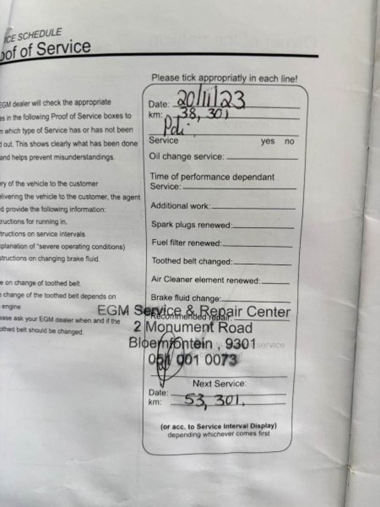 ICE SCHEDULE
oof of Service
Please tick appropriatly in each line!
EGM dealer will check the appropriate
es in the following Proof of Service boxes to
which type of Service has or has not been
d out. This shows clearly what has been done
and helps prevent misunderstandings.
ry of the vehicle to the customer
elivering the vehicle to the customer, the agent
d provide the following information:
tructions for running in.
tructions on service intervals
planation of "severe operating conditions)
structions on changing brake fluid.
e on change of toothed belt.
change of the toothed belt depends on
engine
ease ask your EGM dealer when and if the
othed belt should be changed.
Date: 20/11/23
km: 38,301
Pdi
Service yes no
Oil change service:
Time of performance dependant
Service:
Additional work:
Spark plugs renewed:
Fuel filter renewed:
Toothed belt changed:
Air Cleaner element renewed:
Brake fluid change:
Recommended repair:
EGM Service & Repair Center
2 Monument Road
Bloemfontein , 9301
service
001 0073
Next Service:
Date:
km: 53,301.
(or acc. to Service Interval Display)
depending whichever comes first